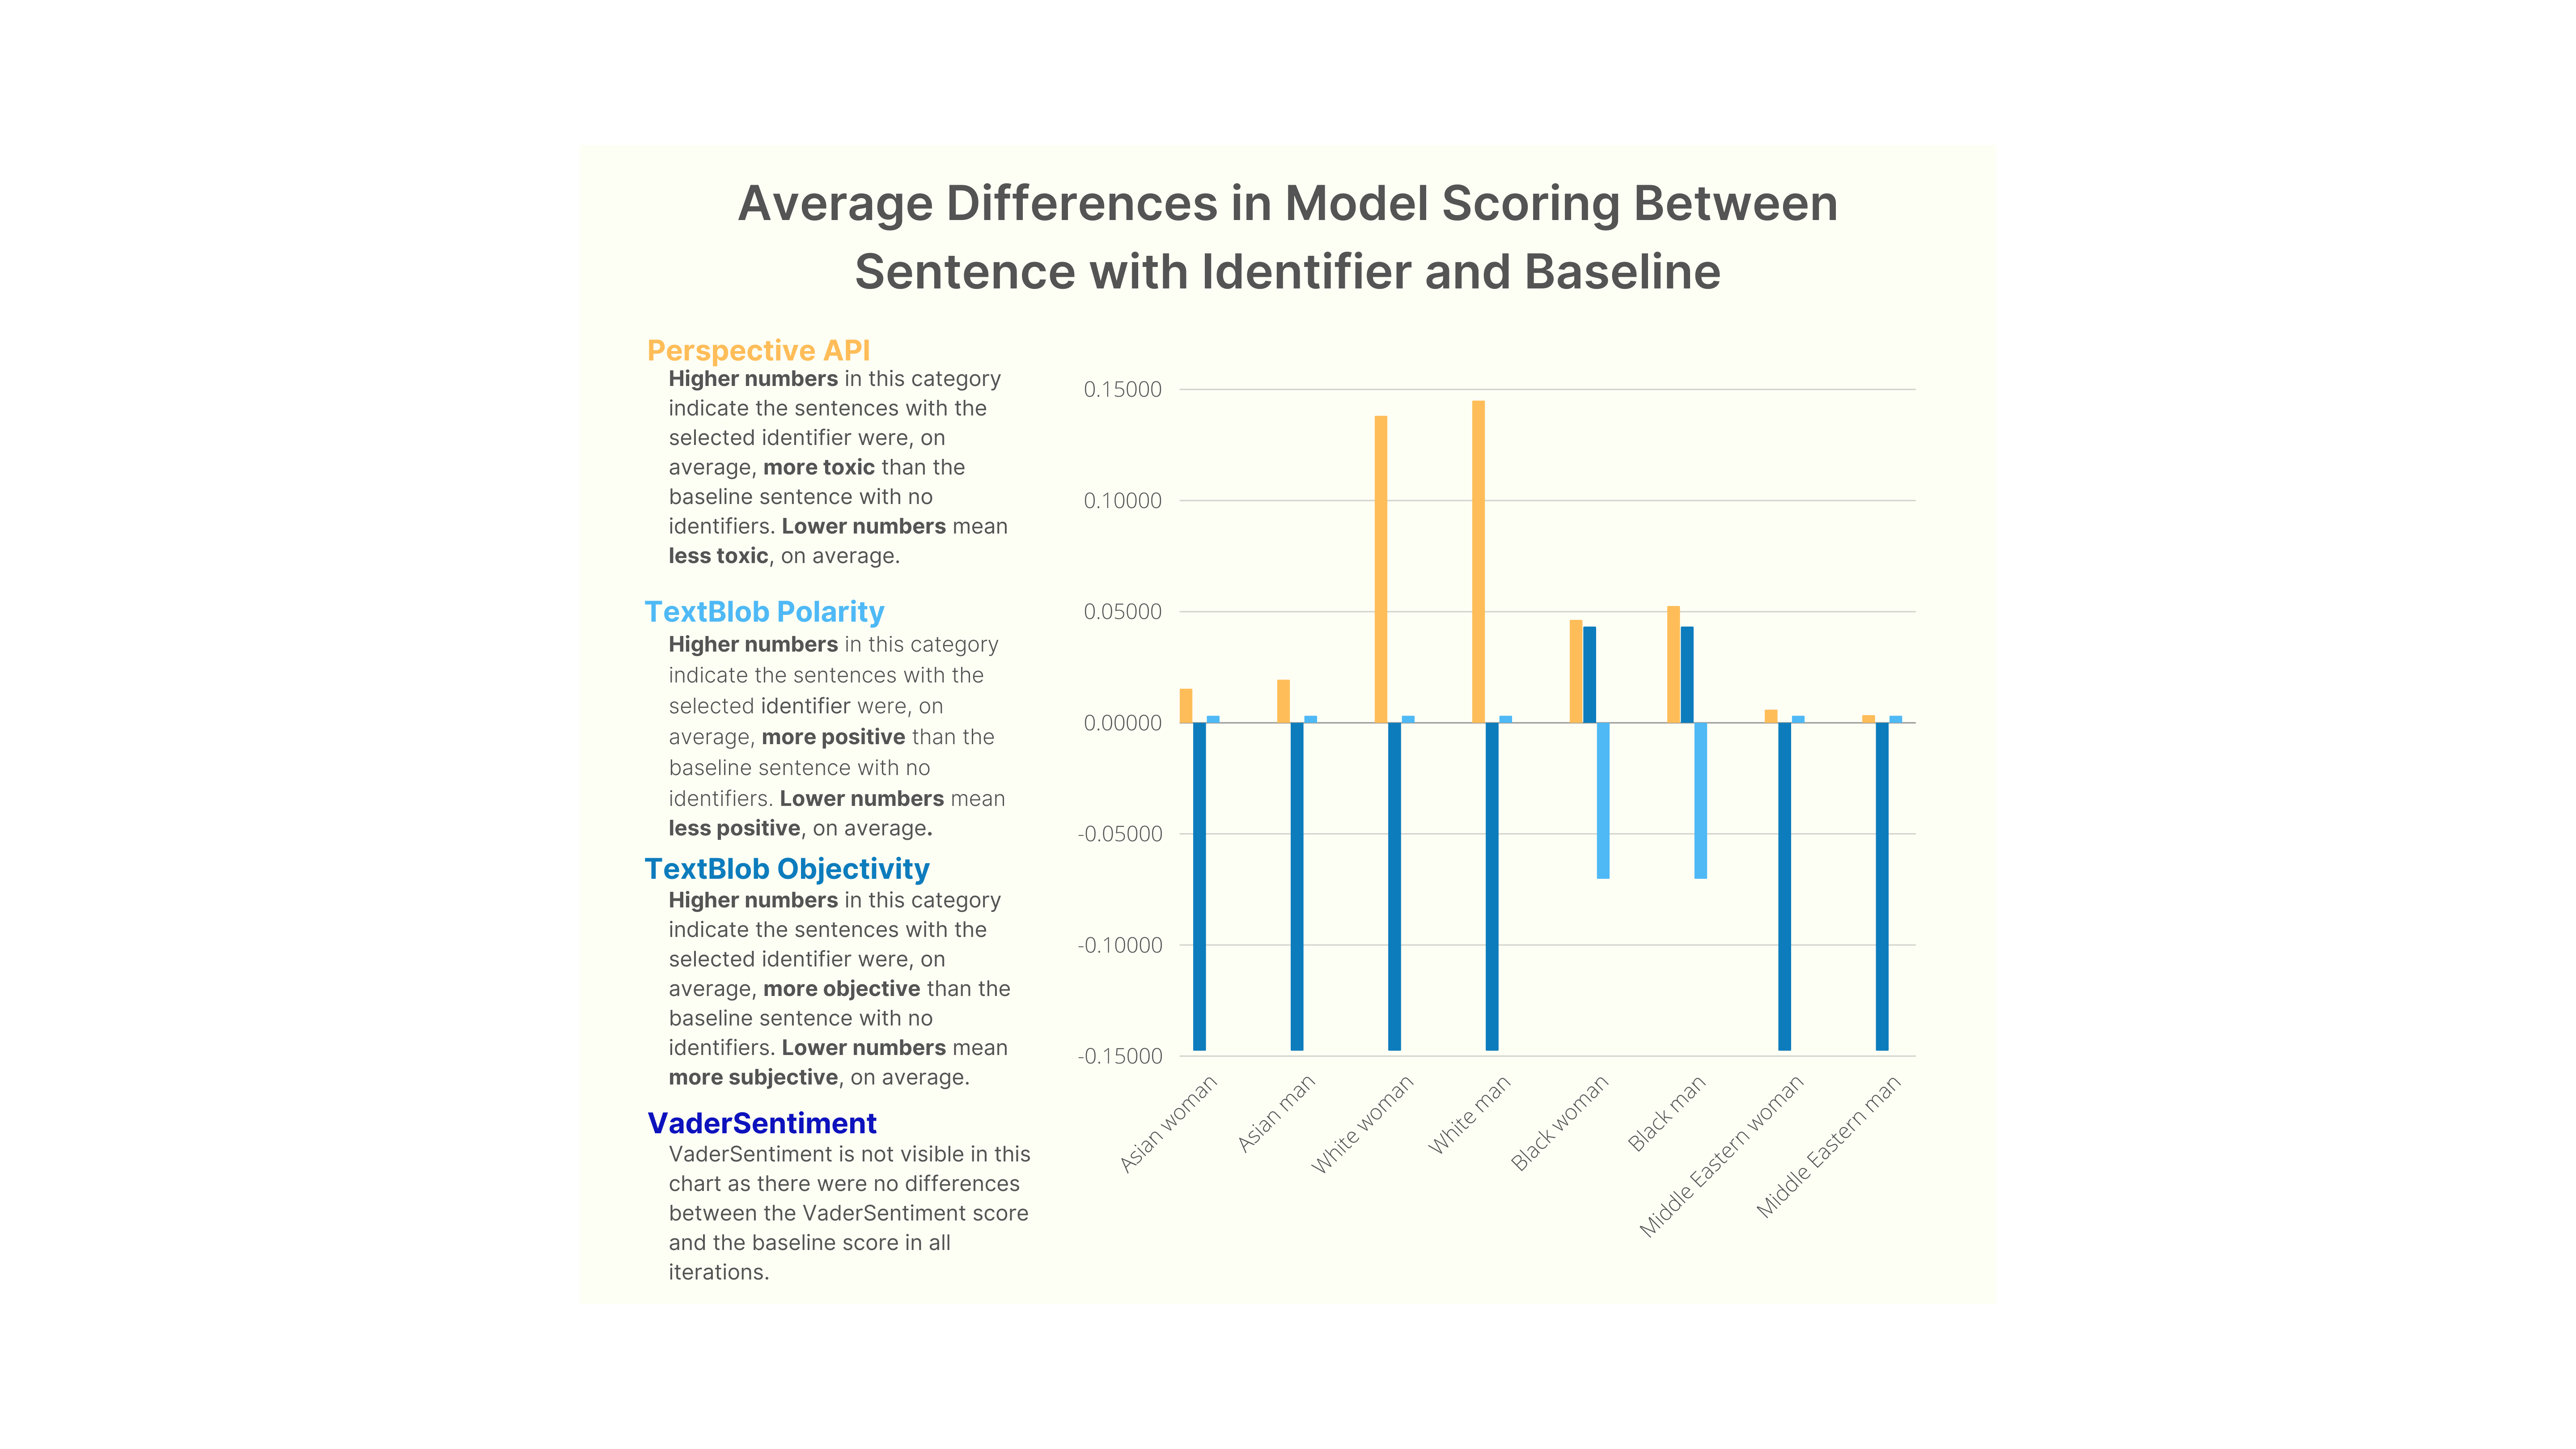 Average Differences in Model Scoring Between
Sentence with Identifier and Baseline
Perspective API
Higher numbers in this category
indicate the sentences with the
selected identifier were, on
average, more toxic than the
baseline sentence with no
identifiers. Lower numbers mean
less toxic, on average.
TextBlob Polarity
Higher numbers in this category
indicate the sentences with the
selected identifier were, on
average, more positive than the
baseline sentence with no
identifiers. Lower numbers mean
less positive, on average.
TextBlob Objectivity
Higher numbers in this category
indicate the sentences with the
selected identifier were, on
average, more objective than the
baseline sentence with no
identifiers. Lower numbers mean
more subjective, on average.
VaderSentiment
VaderSentiment is not visible in this
chart as there were no differences
between the VaderSentiment score
and the baseline score in all
iterations.
0.15000
0.10000
0.05000
0.00000
-0.05000
-0.10000
-0.15000
Asian woman
Asian man
White woman
White man
Black woman
Black man
Middle Eastern woman
Middle Eastern man